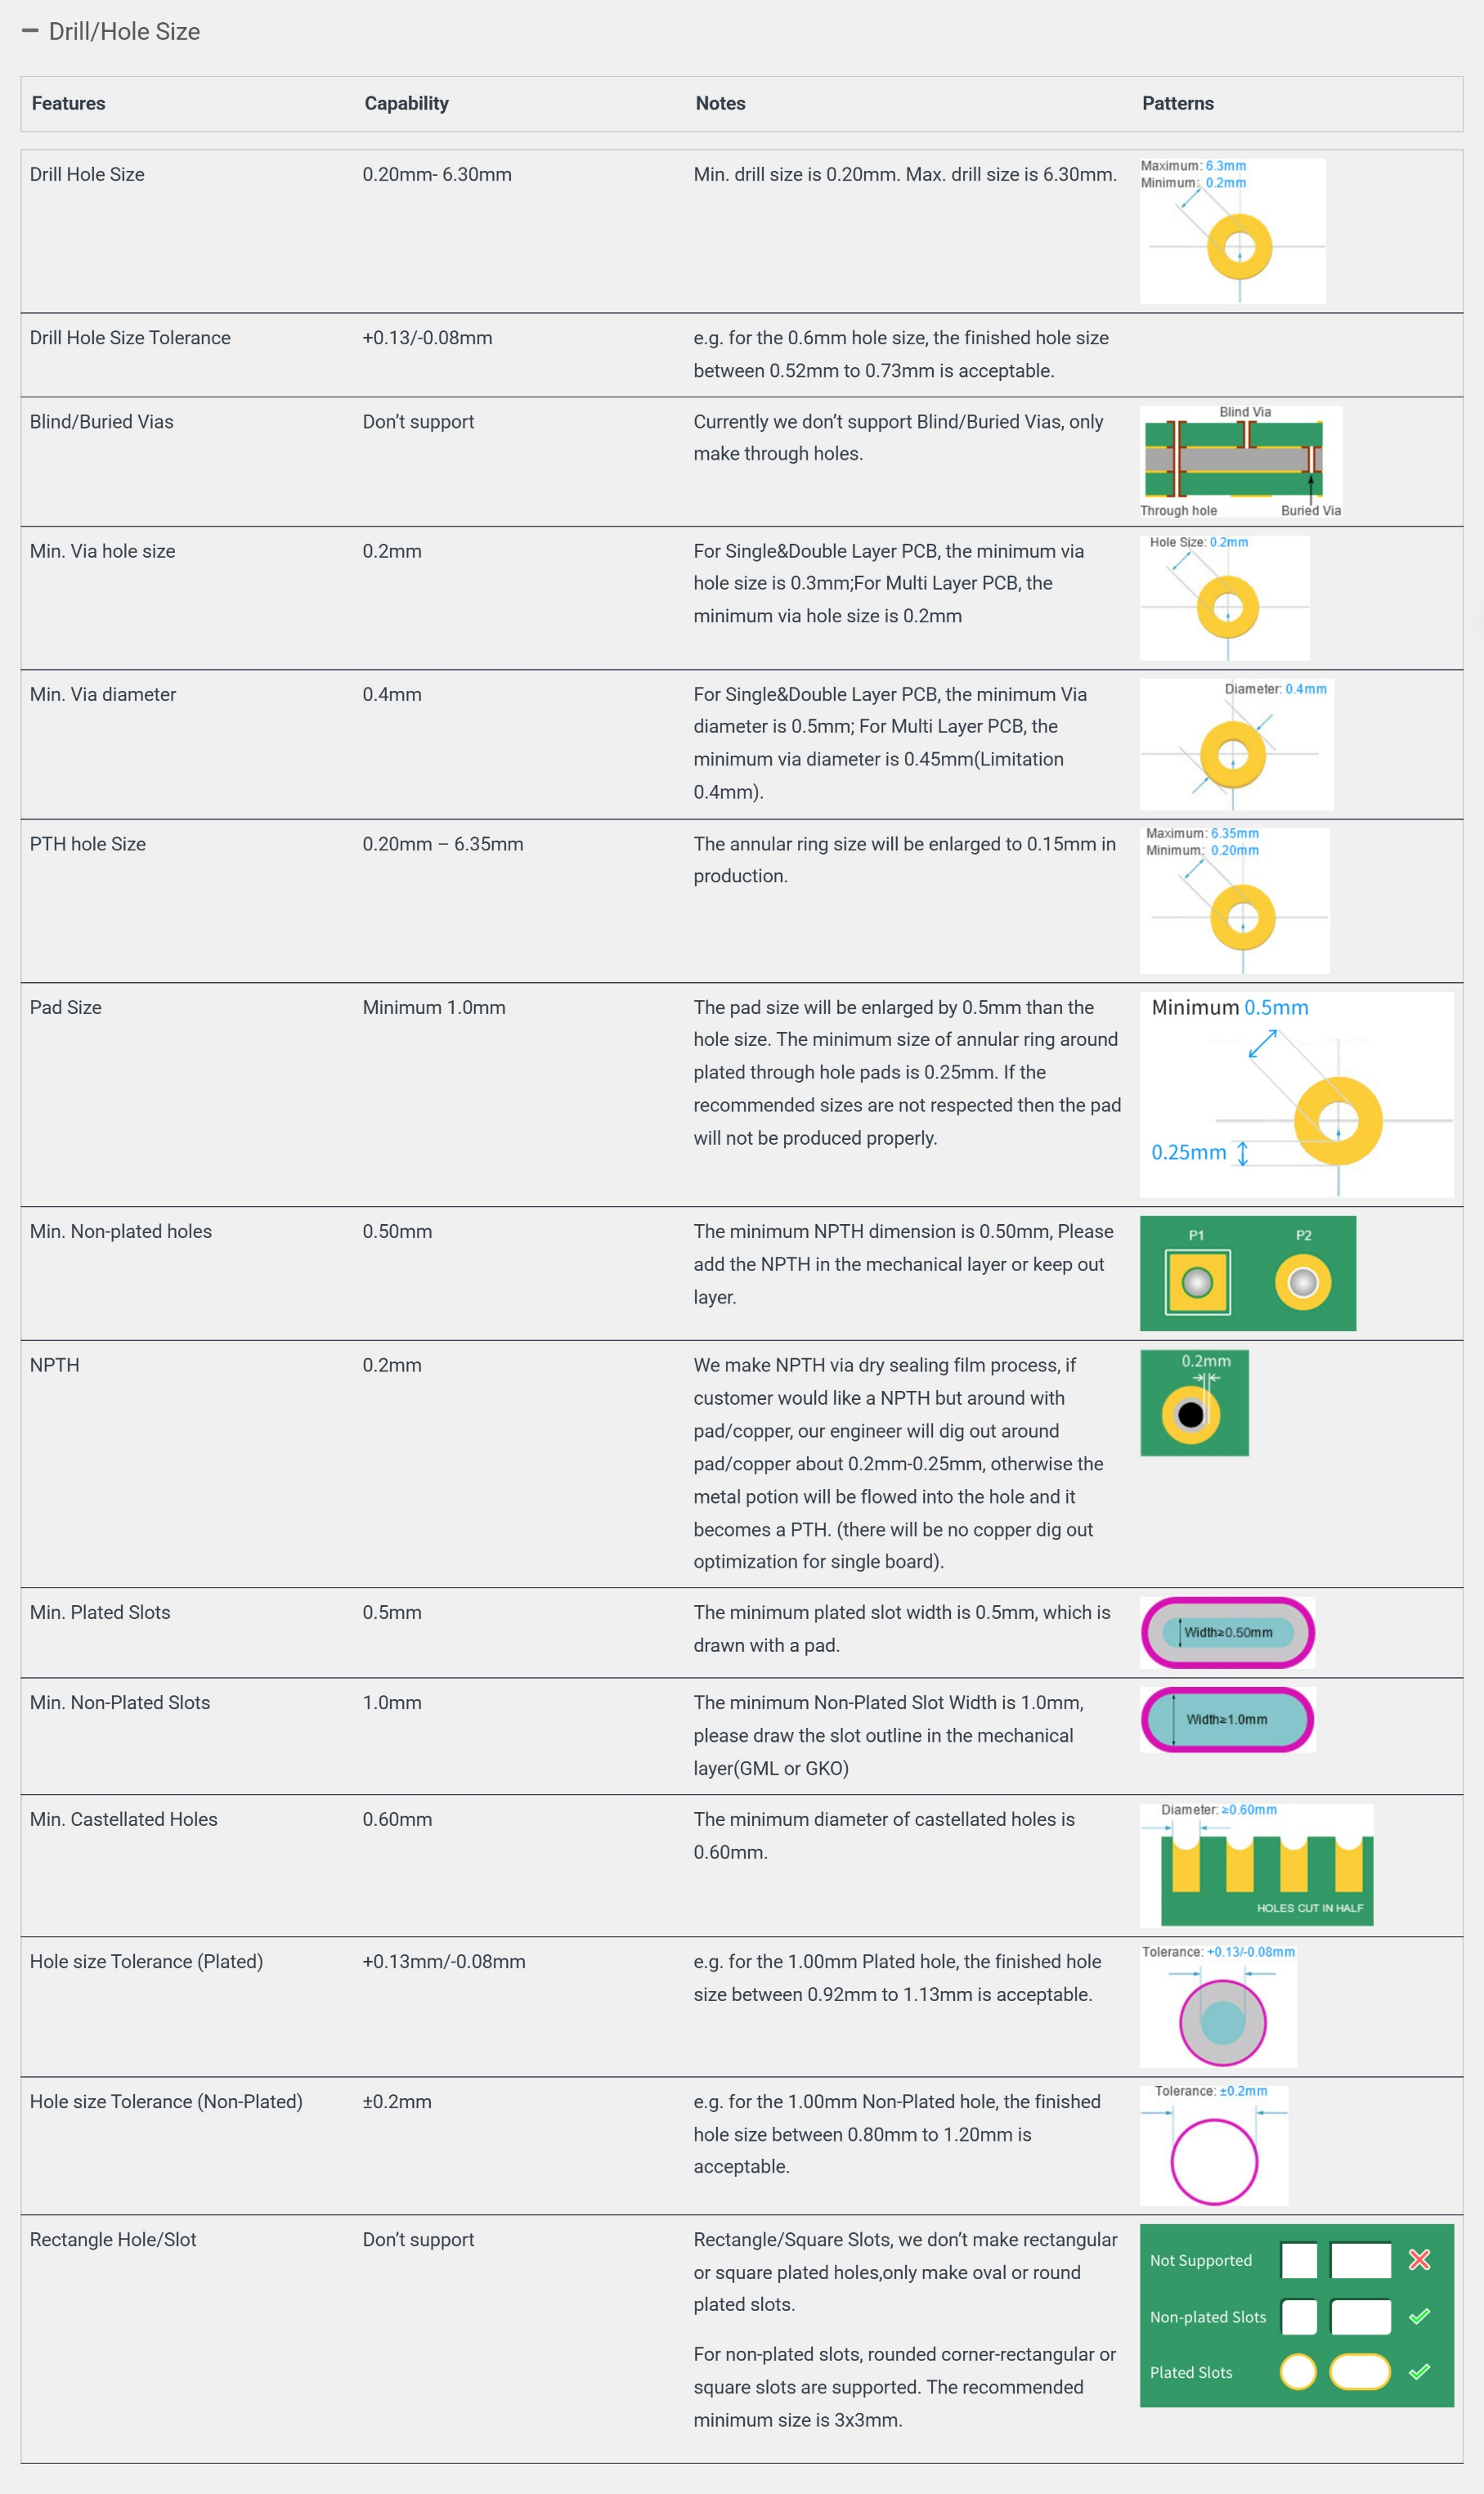 Drill/Hole Size
Features Capability Notes Patterns
Drill Hole Size 0.20mm- 6.30mm Min. drill size is 0.20mm. Max. drill size is 6.30mm.
Maximum: 6.3mm
Minimum: 0.2mm
Drill Hole Size Tolerance +0.13/-0.08mm e.g. for the 0.6mm hole size, the finished hole size
between 0.52mm to 0.73mm is acceptable.
Blind/Buried Vias Don’t support Currently we don’t support Blind/Buried Vias, only
make through holes.
Blind Via
Through hole Buried Via
Min. Via hole size 0.2mm For Single&Double Layer PCB, the minimum via
hole size is 0.3mm;For Multi Layer PCB, the
minimum via hole size is 0.2mm
Hole Size: 0.2mm
Min. Via diameter 0.4mm For Single&Double Layer PCB, the minimum Via
diameter is 0.5mm; For Multi Layer PCB, the
minimum via diameter is 0.45mm(Limitation
0.4mm).
Diameter: 0.4mm
PTH hole Size 0.20mm – 6.35mm The annular ring size will be enlarged to 0.15mm in
production.
Maximum: 6.35mm
Minimum: 0.20mm
Pad Size Minimum 1.0mm The pad size will be enlarged by 0.5mm than the
hole size. The minimum size of annular ring around
plated through hole pads is 0.25mm. If the
recommended sizes are not respected then the pad
will not be produced properly.
Minimum 0.5mm
0.25mm
Min. Non-plated holes 0.50mm The minimum NPTH dimension is 0.50mm, Please
add the NPTH in the mechanical layer or keep out
layer.
P1 P2
NPTH 0.2mm We make NPTH via dry sealing film process, if
customer would like a NPTH but around with
pad/copper, our engineer will dig out around
pad/copper about 0.2mm-0.25mm, otherwise the
metal potion will be flowed into the hole and it
becomes a PTH. (there will be no copper dig out
optimization for single board).
0.2mm
Min. Plated Slots 0.5mm The minimum plated slot width is 0.5mm, which is
drawn with a pad.
Width≥0.50mm
Min. Non-Plated Slots 1.0mm The minimum Non-Plated Slot Width is 1.0mm,
please draw the slot outline in the mechanical
layer(GML or GKO)
Width≥1.0mm
Min. Castellated Holes 0.60mm The minimum diameter of castellated holes is
0.60mm.
Diameter: ≥0.60mm
HOLES CUT IN HALF
Hole size Tolerance (Plated) +0.13mm/-0.08mm e.g. for the 1.00mm Plated hole, the finished hole
size between 0.92mm to 1.13mm is acceptable.
Tolerance: +0.13/-0.08mm
Hole size Tolerance (Non-Plated) ±0.2mm e.g. for the 1.00mm Non-Plated hole, the finished
hole size between 0.80mm to 1.20mm is
acceptable.
Tolerance: ±0.2mm
Rectangle Hole/Slot Don’t support Rectangle/Square Slots, we don’t make rectangular
or square plated holes,only make oval or round
plated slots.
For non-plated slots, rounded corner-rectangular or
square slots are supported. The recommended
minimum size is 3x3mm.
Not Supported
Non-plated Slots
Plated Slots